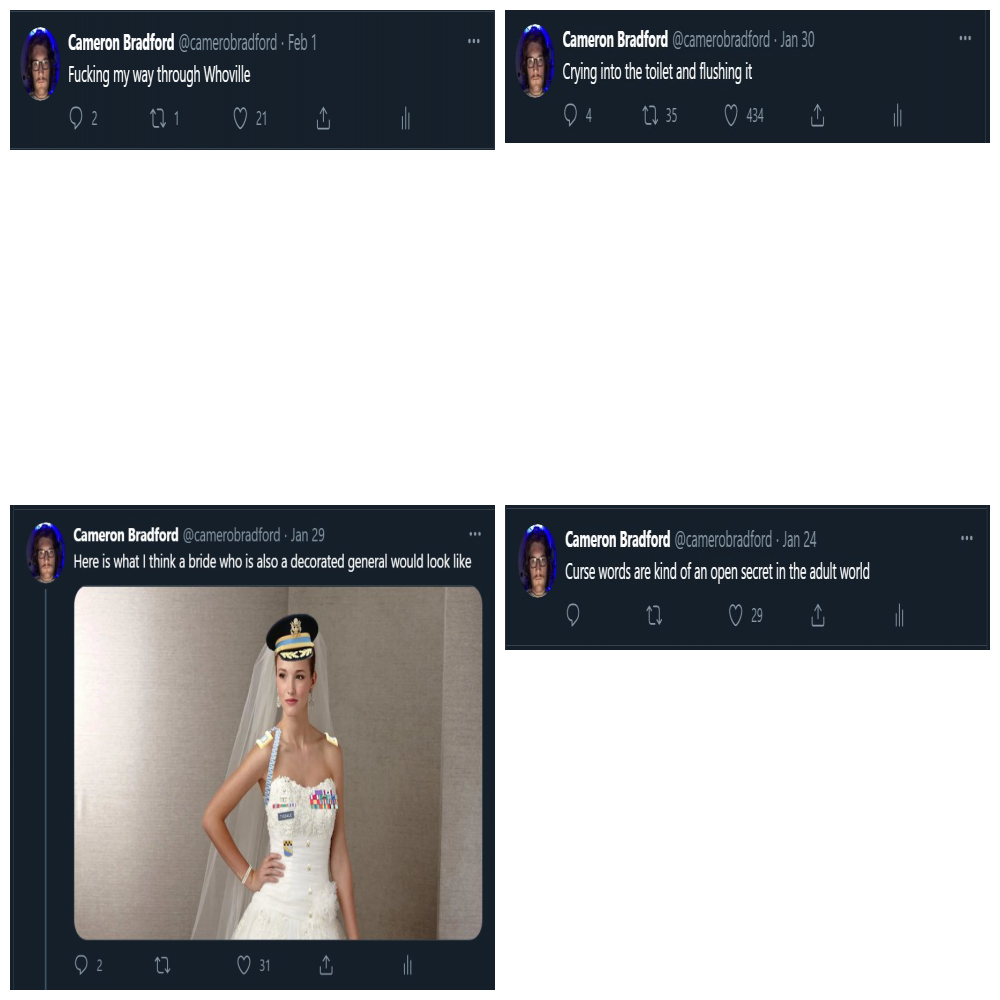 Cameron Bradford @camerobradford · Feb 1
Fucking my way through Whoville
2 1 21
Cameron Bradford @camerobradford · Jan 30
Crying into the toilet and flushing it
4 35 434
Cameron Bradford @camerobradford · Jan 29
Here is what I think a bride who is also a decorated general would look like
2 31
Cameron Bradford @camerobradford · Jan 24
Curse words are kind of an open secret in the adult world
29